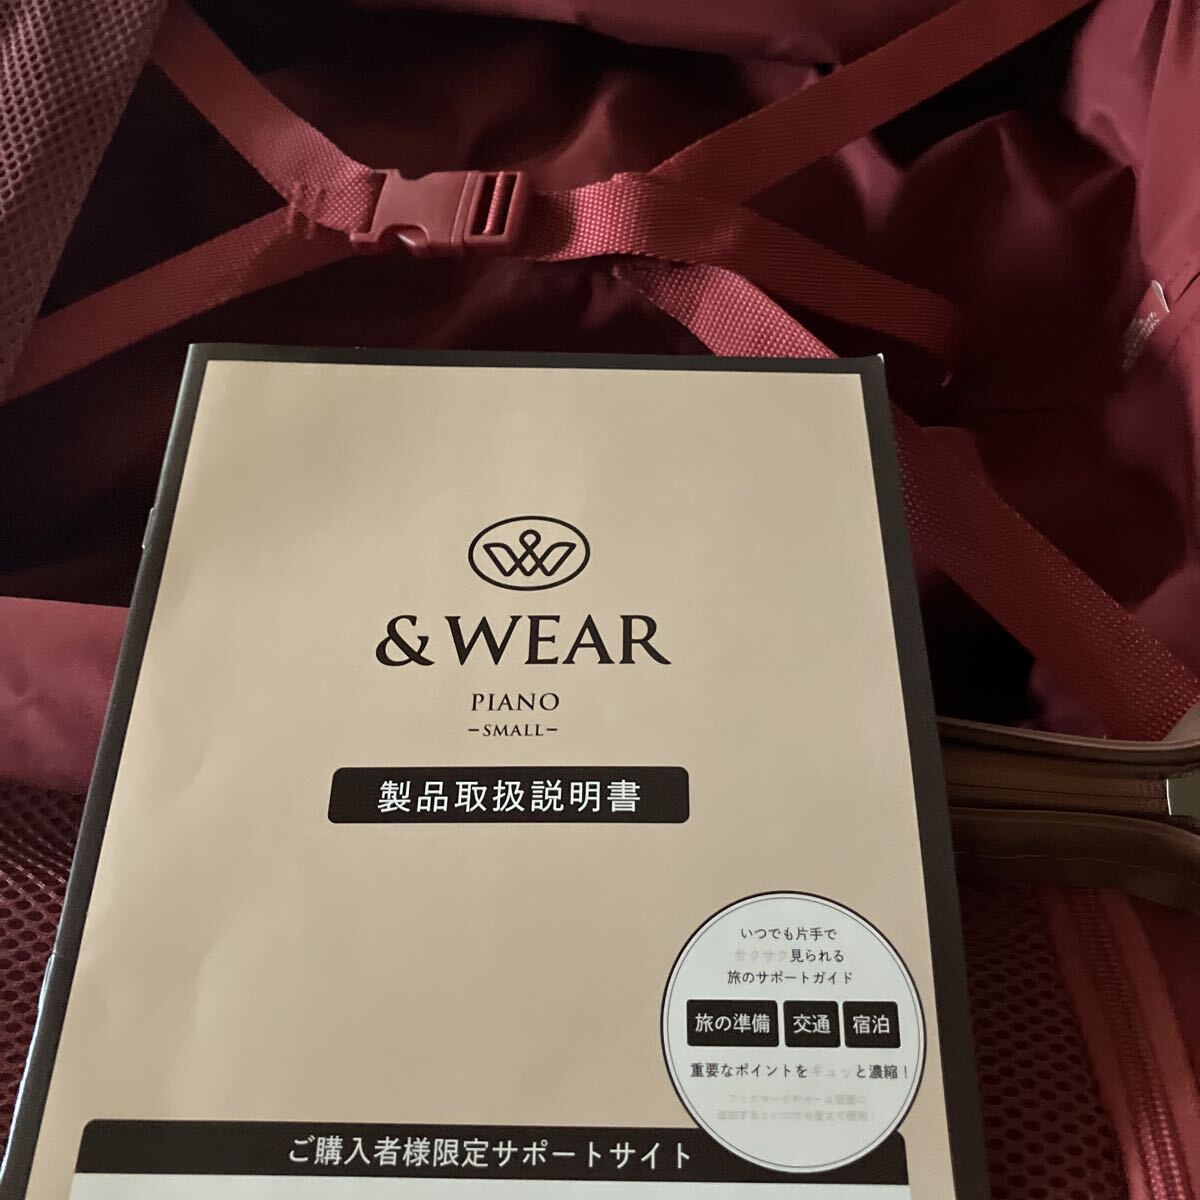 & WEAR
PIANO
-SMALL-
製品取扱説明書
いつでも片手で
サクサク見られる
旅のサポートガイド
旅の準備 交通 宿泊
重要なポイントをギュッと濃縮!
ご購入者様限定サポートサイト